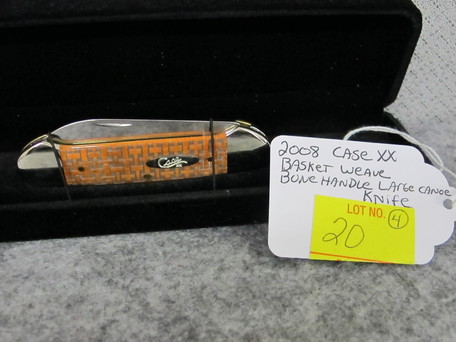 Case
2008 CASE XX
BASKET WEAVE
BONE HANDLE LARGE CANOE
KNIFE
LOT NO. 4
20